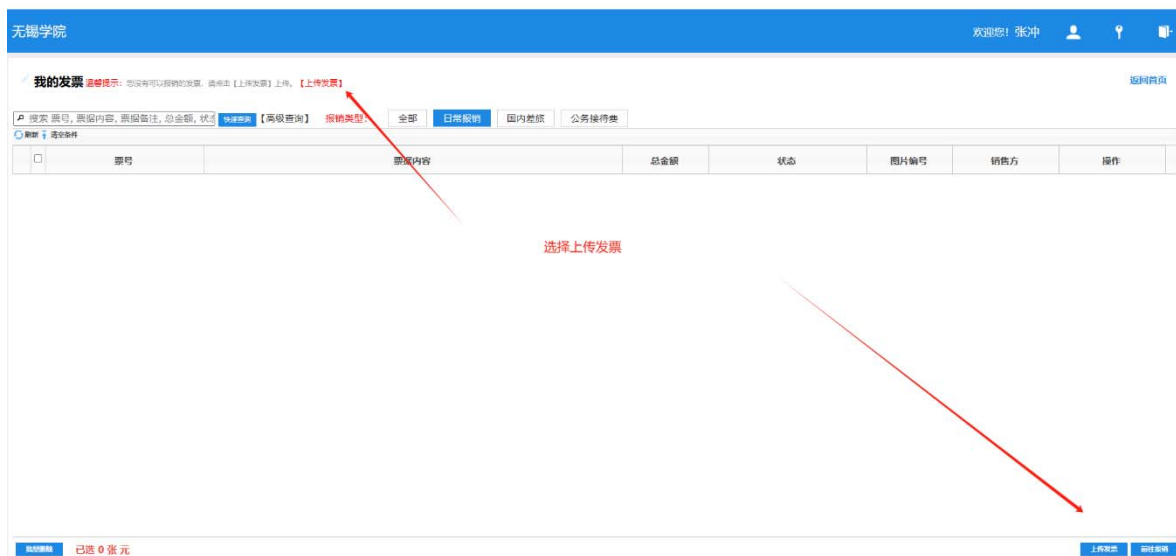 无锡学院 欢迎您! 张冲
我的发票 温馨提示：您没有可以报销的发票，请点击【上传发票】上传。【上传发票】 返回首页
搜索 票号, 票据内容, 票据备注, 总金额, 状态 快速查询 【高级查询】 报销类型： 全部 日常报销 国内差旅 公务接待费
刷新 清空条件
票号 票据内容 总金额 状态 图片编号 销售方 操作
选择上传发票
批量删除 已选 0 张 元 上传发票 前往报销